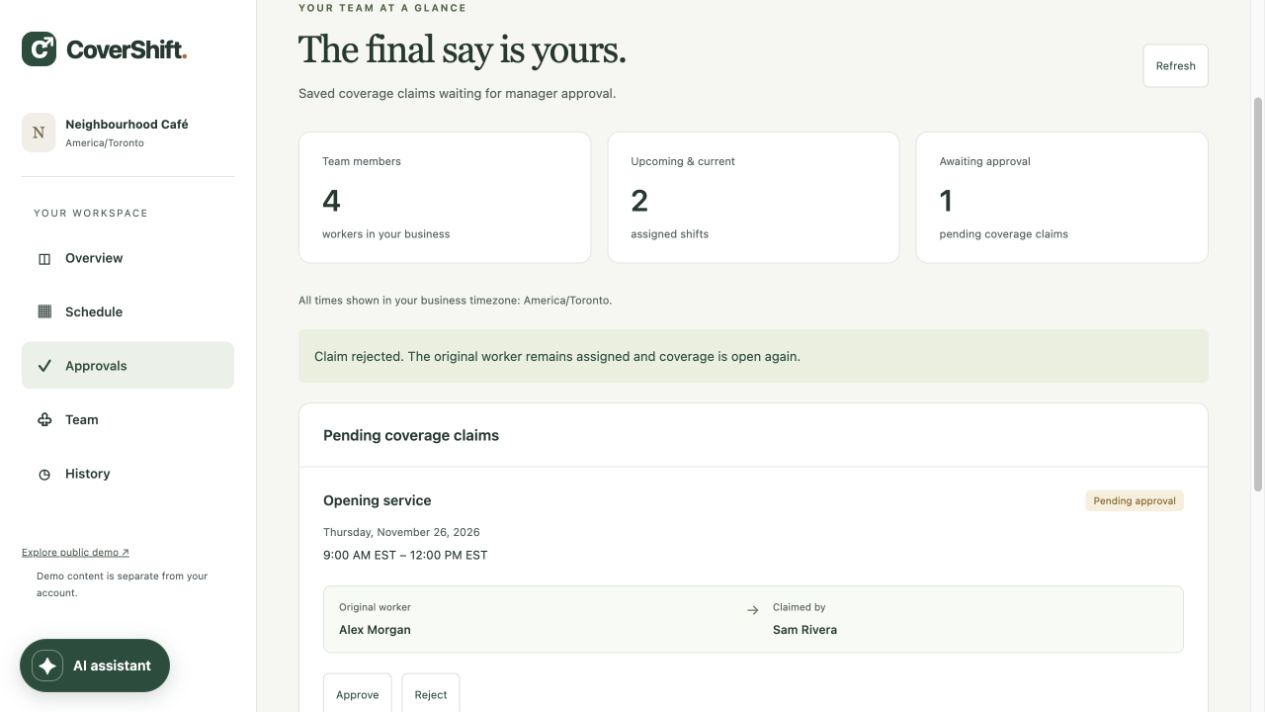 CoverShift.
N
Neighbourhood Café
America/Toronto
YOUR WORKSPACE
Overview
Schedule
Approvals
Team
History
Explore public demo ↗
Demo content is separate from your
account.
AI assistant
YOUR TEAM AT A GLANCE
The final say is yours.
Saved coverage claims waiting for manager approval.
Refresh
Team members
4
workers in your business
Upcoming & current
2
assigned shifts
Awaiting approval
1
pending coverage claims
All times shown in your business timezone: America/Toronto.
Claim rejected. The original worker remains assigned and coverage is open again.
Pending coverage claims
Opening service
Pending approval
Thursday, November 26, 2026
9:00 AM EST – 12:00 PM EST
Original worker
Alex Morgan
→
Claimed by
Sam Rivera
Approve
Reject